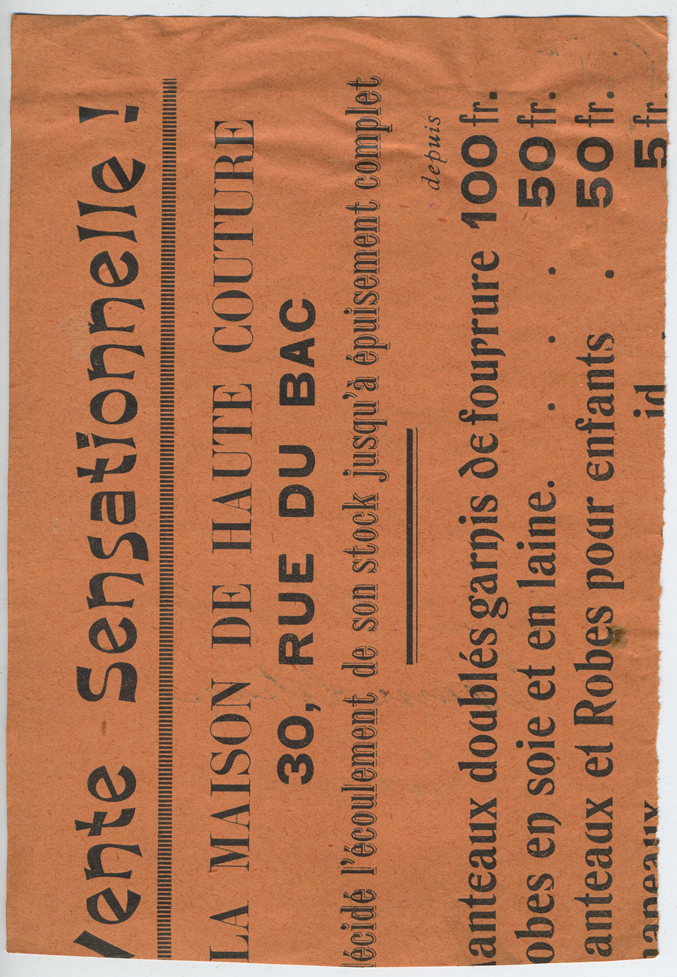 Vente Sensationnelle !
LA MAISON DE HAUTE COUTURE
30, RUE DU BAC
écidé l'écoulement de son stock jusqu'à épuisement complet
depuis
anteaux doublés garnis de fourrure 100 fr.
obes en soie et en laine. . . . 50 fr.
anteaux et Robes pour enfants . 50 fr.
apeaux id 5 fr.